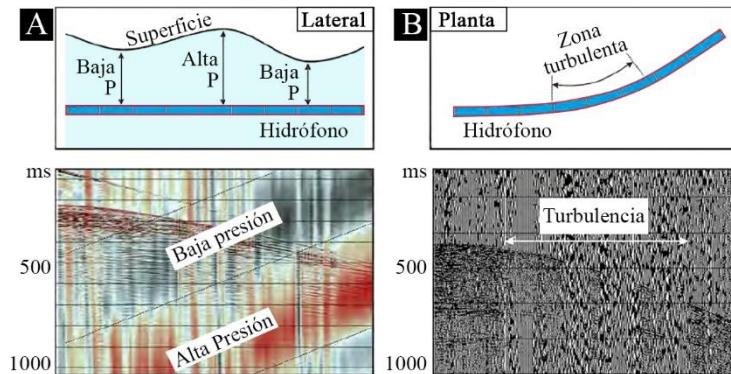 A
Lateral
Superficie
Baja
P
Alta
P
Baja
P
Hidrófono
B
Planta
Zona
turbulenta
Hidrófono
ms
500
1000
Baja presión
Alta Presión
ms
500
1000
Turbulencia